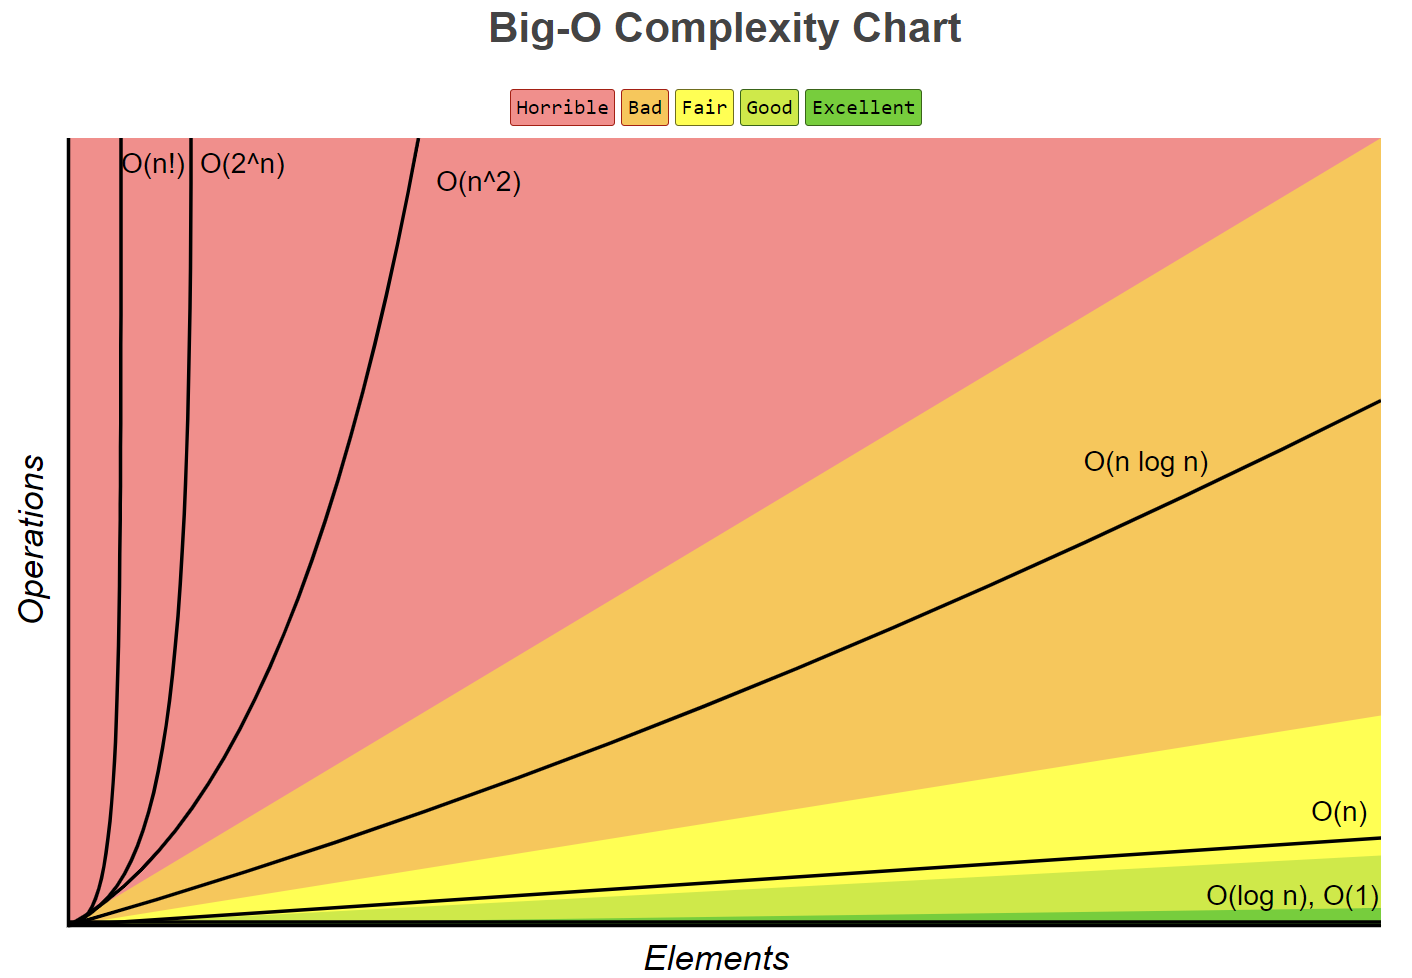 Big-O Complexity Chart
Horrible Bad Fair Good Excellent
O(n!) O(2^n)
O(n^2)
O(n log n)
O(n)
O(log n), O(1)
Operations
Elements